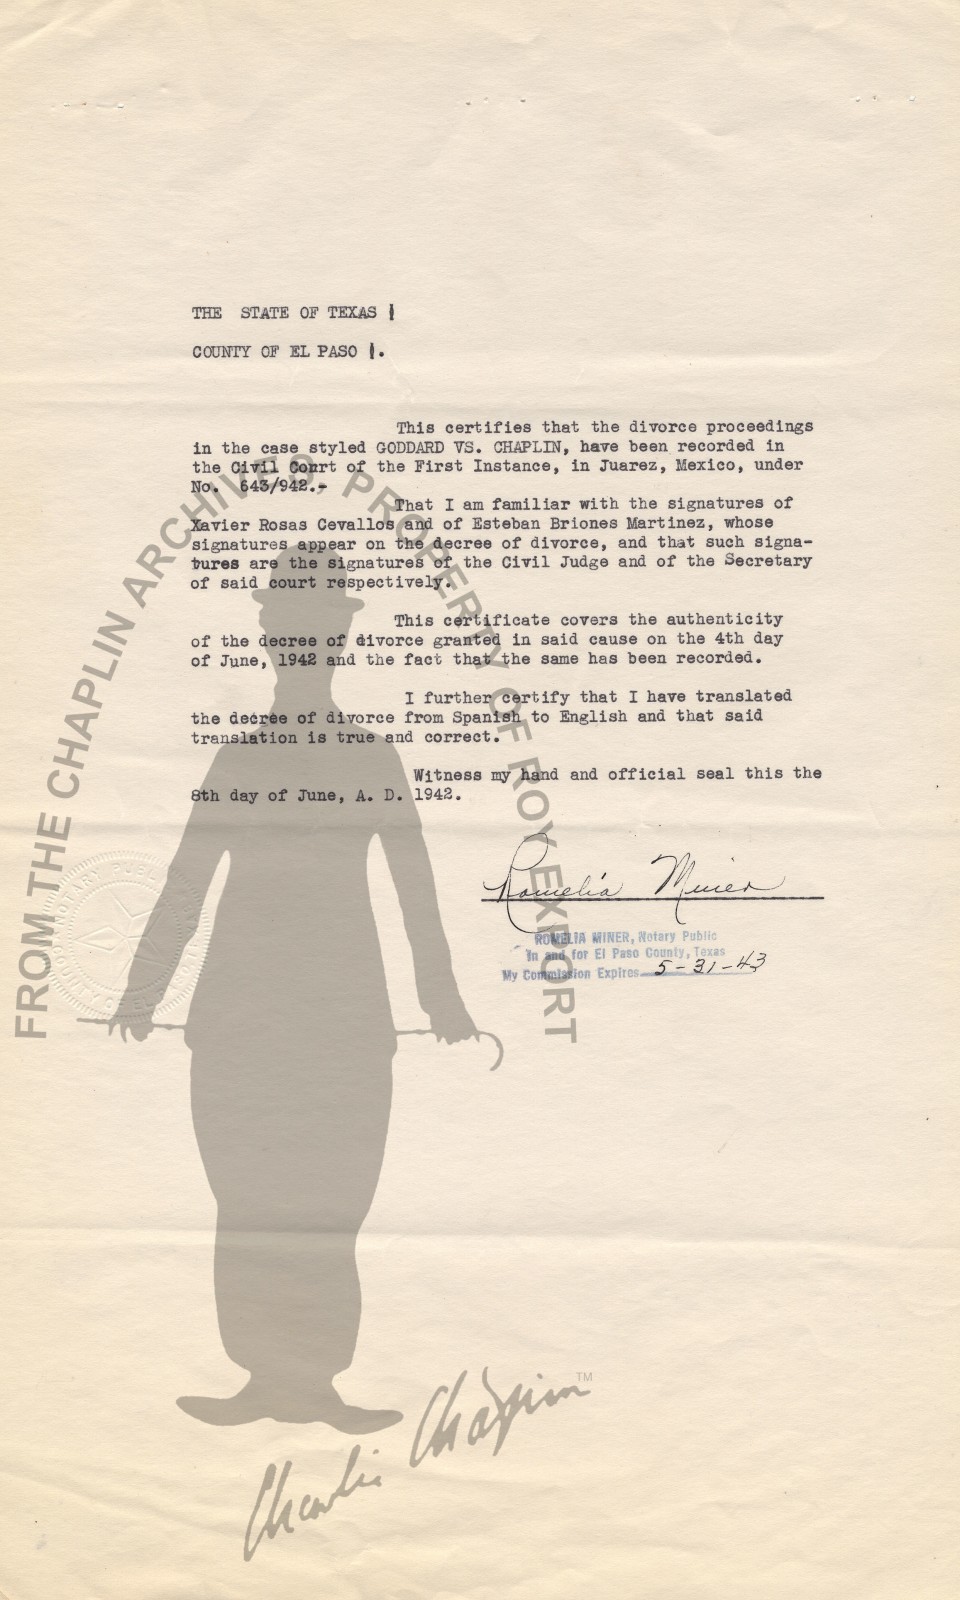 THE STATE OF TEXAS
COUNTY OF EL PASO .
This certifies that the divorce proceedings
in the case styled GODDARD VS. CHAPLIN, have been recorded in
the Civil Court of the First Instance, in Juarez, Mexico, under
No. 643/942.-
That I am familiar with the signatures of
Xavier Rosas Cevallos and of Esteban Briones Martinez, whose
signatures appear on the decree of divorce, and that such signa-
tures are the signatures of the Civil Judge and of the Secretary
of said court respectively.
This certificate covers the authenticity
of the decree of divorce granted in said cause on the 4th day
of June, 1942 and the fact that the same has been recorded.
I further certify that I have translated
the decree of divorce from Spanish to English and that said
translation is true and correct.
Witness my hand and official seal this the
8th day of June, A. D. 1942.
Romelia Miner
ROMELIA MINER, Notary Public
In and for El Paso County, Texas
My Commission Expires 5-31-43
NOTARY PUBLIC
COUNTY OF EL
FROM THE CHAPLIN ARCHIVES, PROPERTY OF ROY EXPORT
Charlie Chaplin TM